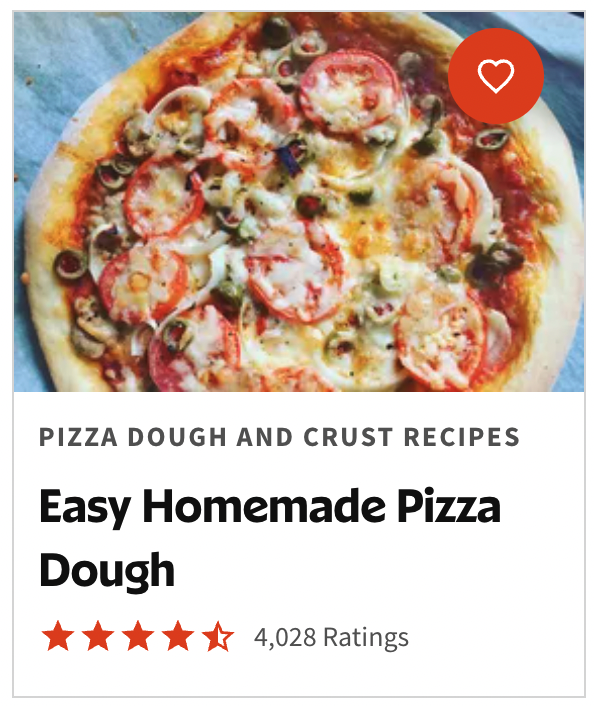 PIZZA DOUGH AND CRUST RECIPES
Easy Homemade Pizza
Dough
4,028 Ratings